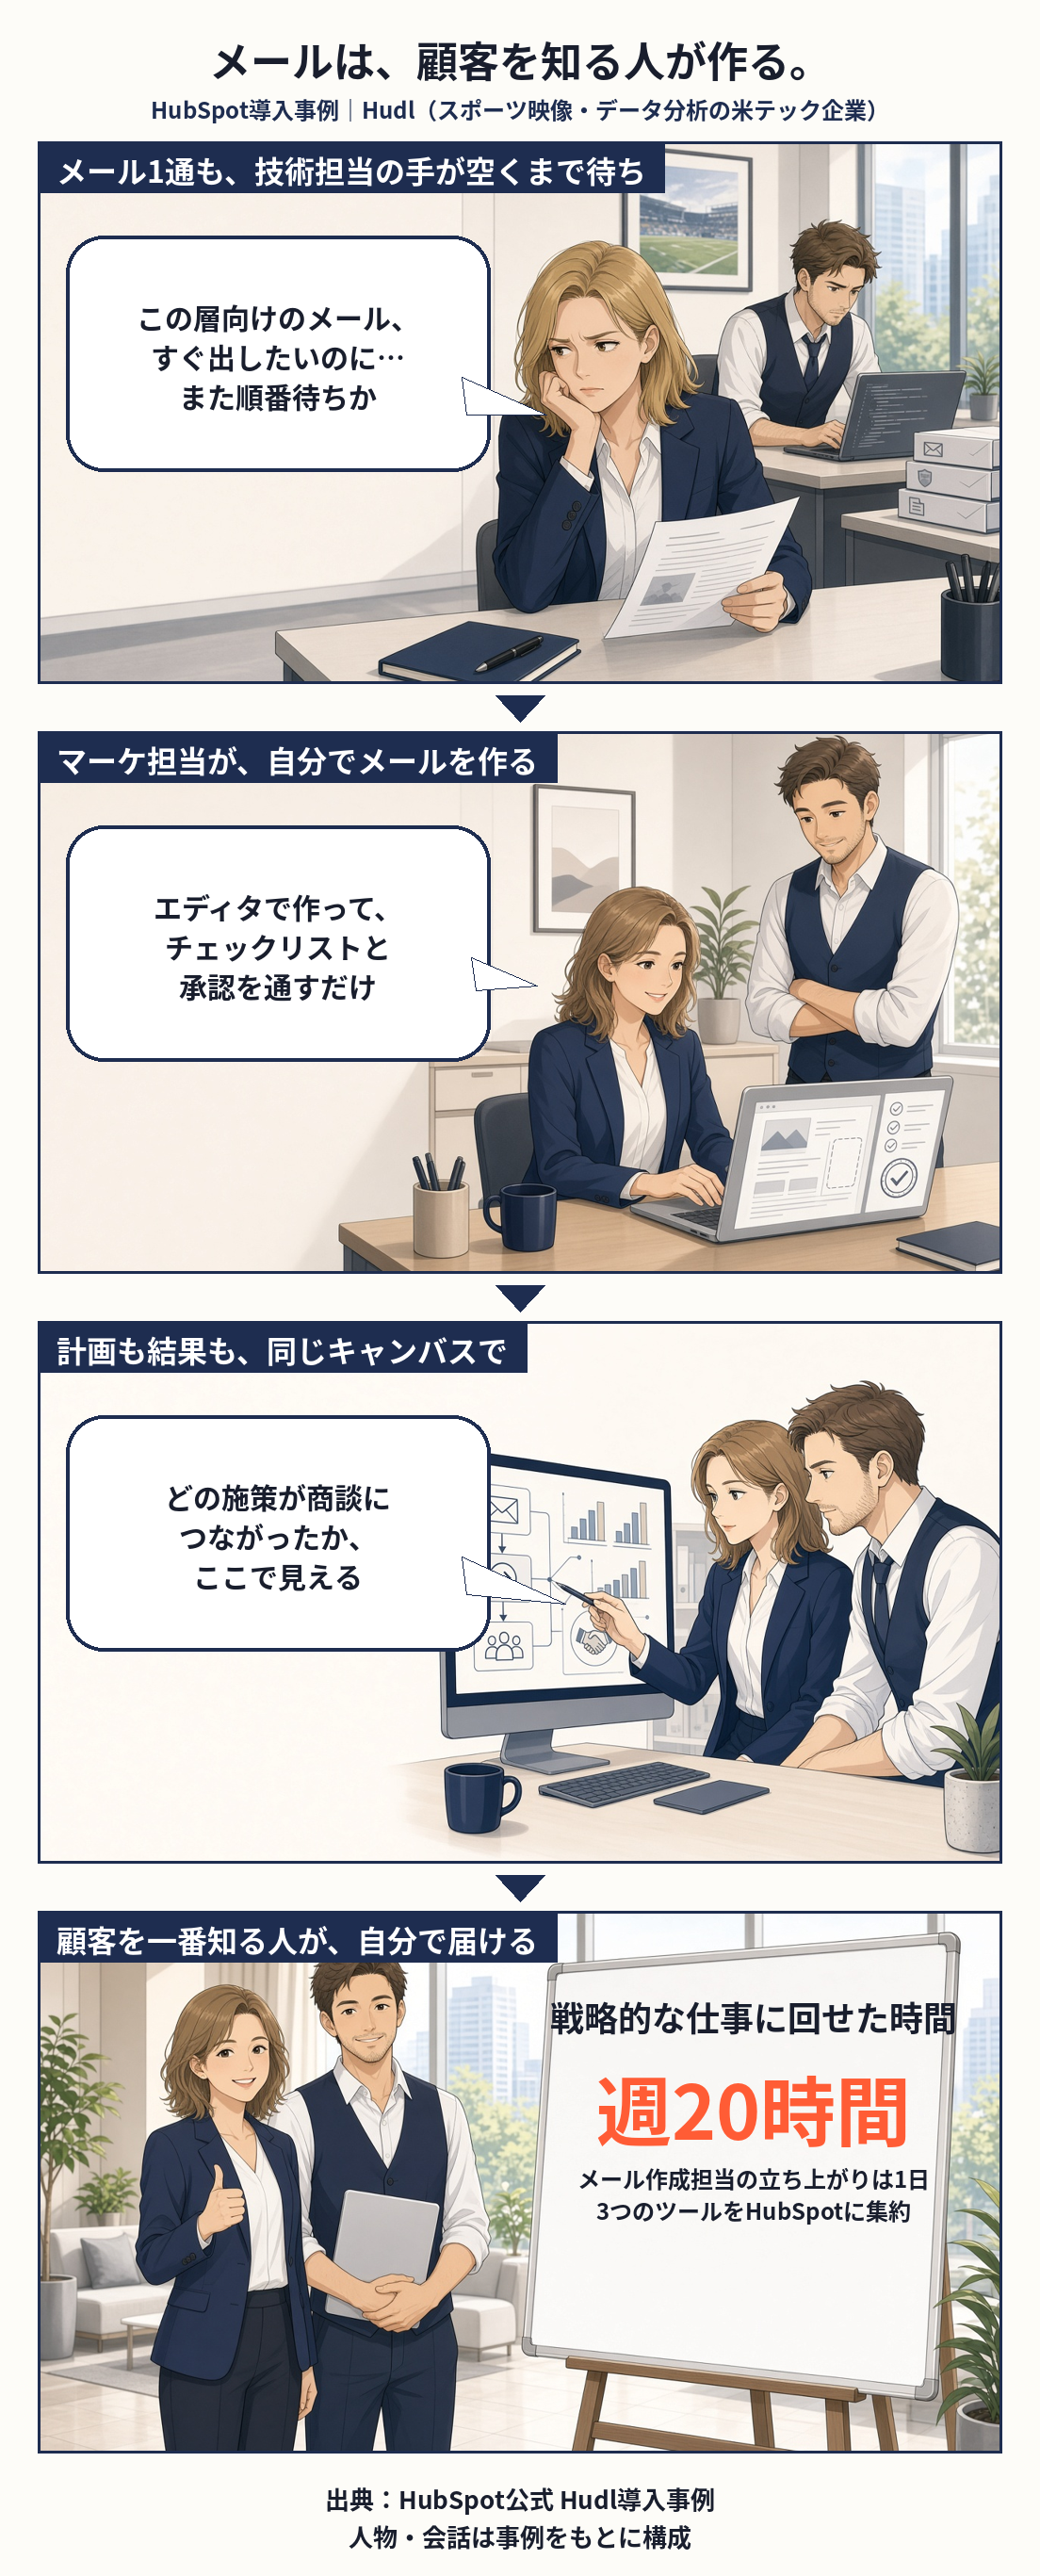 メールは、顧客を知る人が作る。
HubSpot導入事例｜Hudl（スポーツ映像・データ分析の米テック企業）
メール1通も、技術担当の手が空くまで待ち
この層向けのメール、
すぐ出したいのに…
また順番待ちか
マーケ担当が、自分でメールを作る
エディタで作って、
チェックリストと
承認を通すだけ
計画も結果も、同じキャンバスで
どの施策が商談に
つながったか、
ここで見える
顧客を一番知る人が、自分で届ける
戦略的な仕事に回せた時間
週20時間
メール作成担当の立ち上がりは1日
3つのツールをHubSpotに集約
出典：HubSpot公式 Hudl導入事例
人物・会話は事例をもとに構成